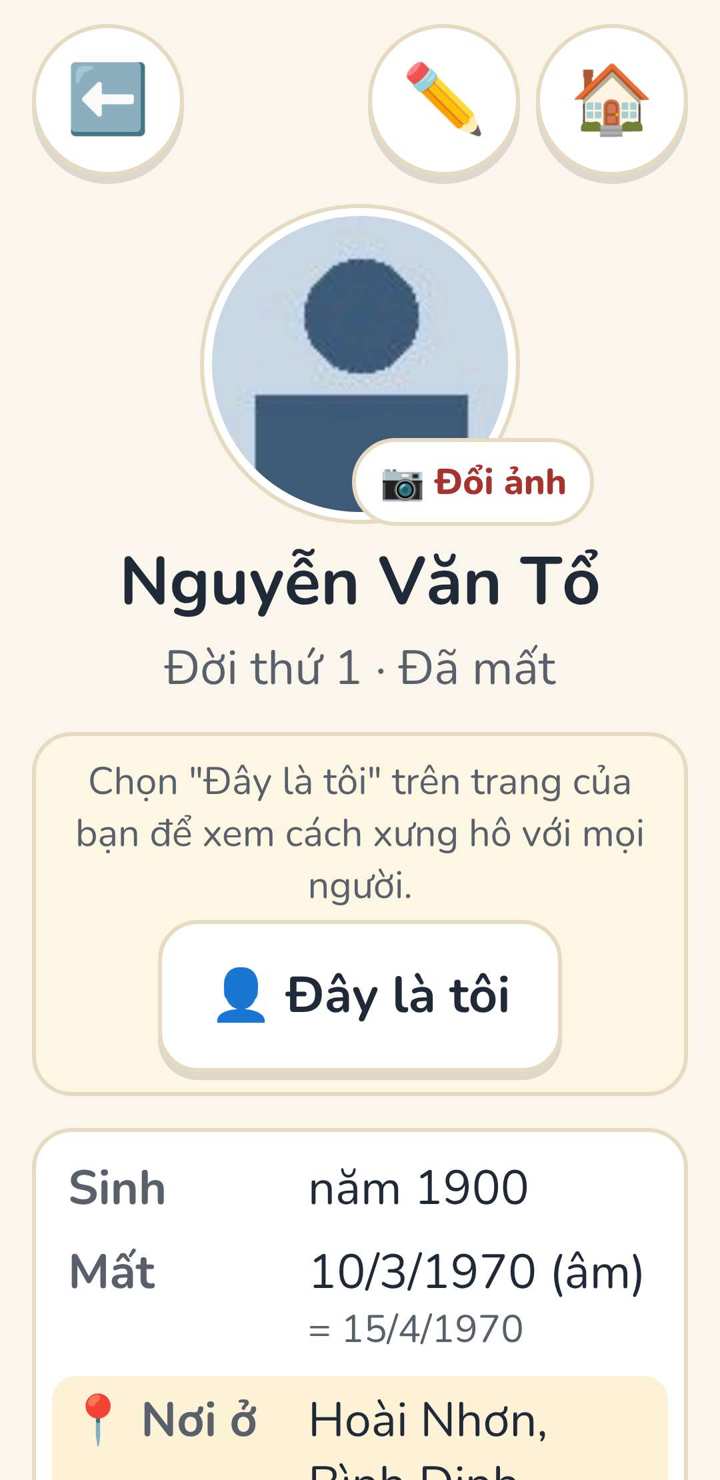 Đổi ảnh
Nguyễn Văn Tổ
Đời thứ 1 · Đã mất
Chọn "Đây là tôi" trên trang của
bạn để xem cách xưng hô với mọi
người.
Đây là tôi
Sinh năm 1900
Mất 10/3/1970 (âm)
= 15/4/1970
Nơi ở Hoài Nhơn,